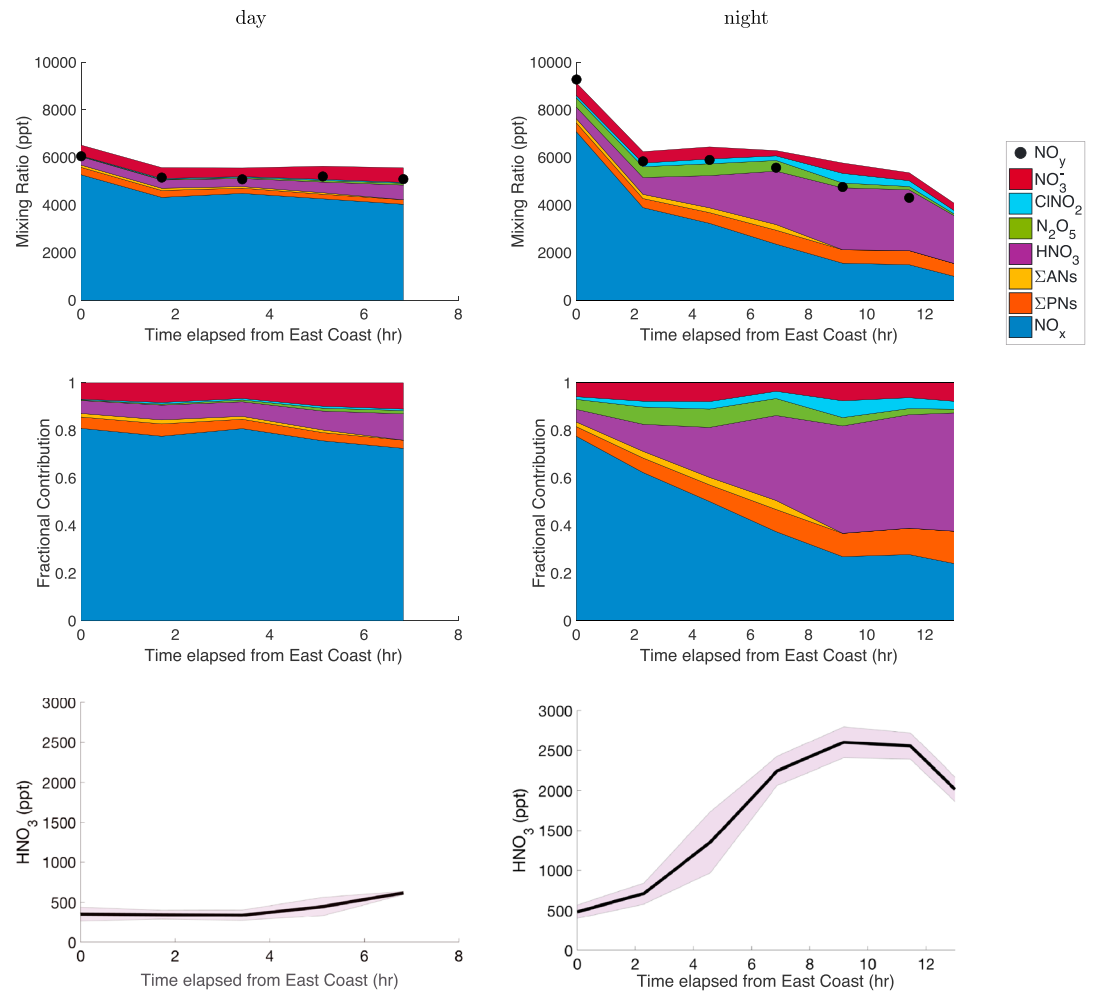 day
night
10000
8000
6000
4000
2000
0
Mixing Ratio (ppt)
0 2 4 6 8
Time elapsed from East Coast (hr)
10000
8000
6000
4000
2000
0
Mixing Ratio (ppt)
0 2 4 6 8 10 12
Time elapsed from East Coast (hr)
NOy
NO3-
ClNO2
N2O5
HNO3
ΣANs
ΣPNs
NOx
1
0.8
0.6
0.4
0.2
0
Fractional Contribution
0 2 4 6 8
Time elapsed from East Coast (hr)
1
0.8
0.6
0.4
0.2
0
Fractional Contribution
0 2 4 6 8 10 12
Time elapsed from East Coast (hr)
3000
2500
2000
1500
1000
500
0
HNO3 (ppt)
0 2 4 6 8
Time elapsed from East Coast (hr)
3000
2500
2000
1500
1000
500
0
HNO3 (ppt)
0 2 4 6 8 10 12
Time elapsed from East Coast (hr)